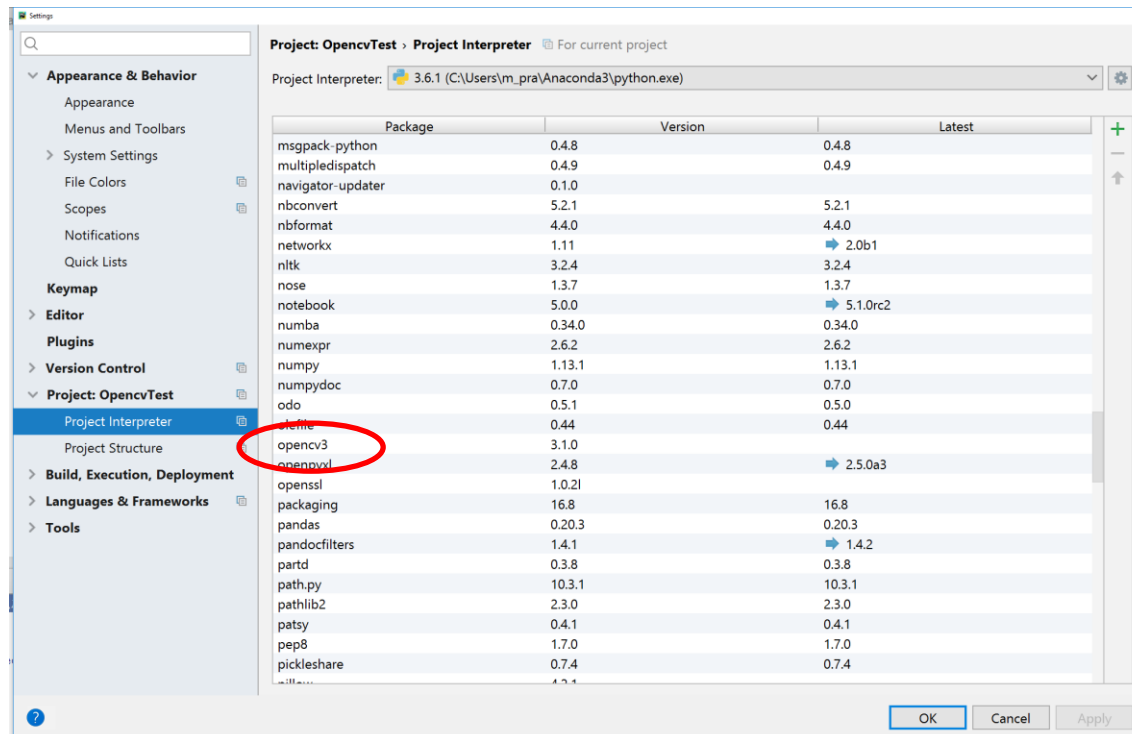 Settings
Project: OpencvTest › Project Interpreter For current project
Project Interpreter: 3.6.1 (C:\Users\m_pra\Anaconda3\python.exe)
Appearance & Behavior
Appearance
Menus and Toolbars
System Settings
File Colors
Scopes
Notifications
Quick Lists
Keymap
Editor
Plugins
Version Control
Project: OpencvTest
Project Interpreter
Project Structure
Build, Execution, Deployment
Languages & Frameworks
Tools
Package Version Latest
msgpack-python 0.4.8 0.4.8
multipledispatch 0.4.9 0.4.9
navigator-updater 0.1.0
nbconvert 5.2.1 5.2.1
nbformat 4.4.0 4.4.0
networkx 1.11 2.0b1
nltk 3.2.4 3.2.4
nose 1.3.7 1.3.7
notebook 5.0.0 5.1.0rc2
numba 0.34.0 0.34.0
numexpr 2.6.2 2.6.2
numpy 1.13.1 1.13.1
numpydoc 0.7.0 0.7.0
odo 0.5.1 0.5.0
olefile 0.44 0.44
opencv3 3.1.0
openpyxl 2.4.8 2.5.0a3
openssl 1.0.2l
packaging 16.8 16.8
pandas 0.20.3 0.20.3
pandocfilters 1.4.1 1.4.2
partd 0.3.8 0.3.8
path.py 10.3.1 10.3.1
pathlib2 2.3.0 2.3.0
patsy 0.4.1 0.4.1
pep8 1.7.0 1.7.0
pickleshare 0.7.4 0.7.4
OK Cancel Apply